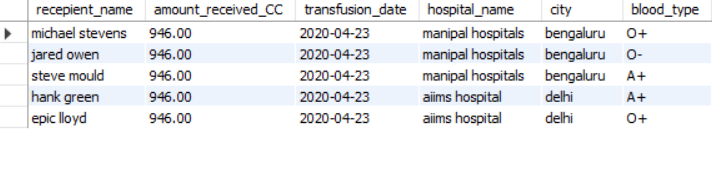 recepient_name amount_received_CC transfusion_date hospital_name city blood_type
michael stevens 946.00 2020-04-23 manipal hospitals bengaluru O+
jared owen 946.00 2020-04-23 manipal hospitals bengaluru O-
steve mould 946.00 2020-04-23 manipal hospitals bengaluru A+
hank green 946.00 2020-04-23 aiims hospital delhi A+
epic lloyd 946.00 2020-04-23 aiims hospital delhi O+